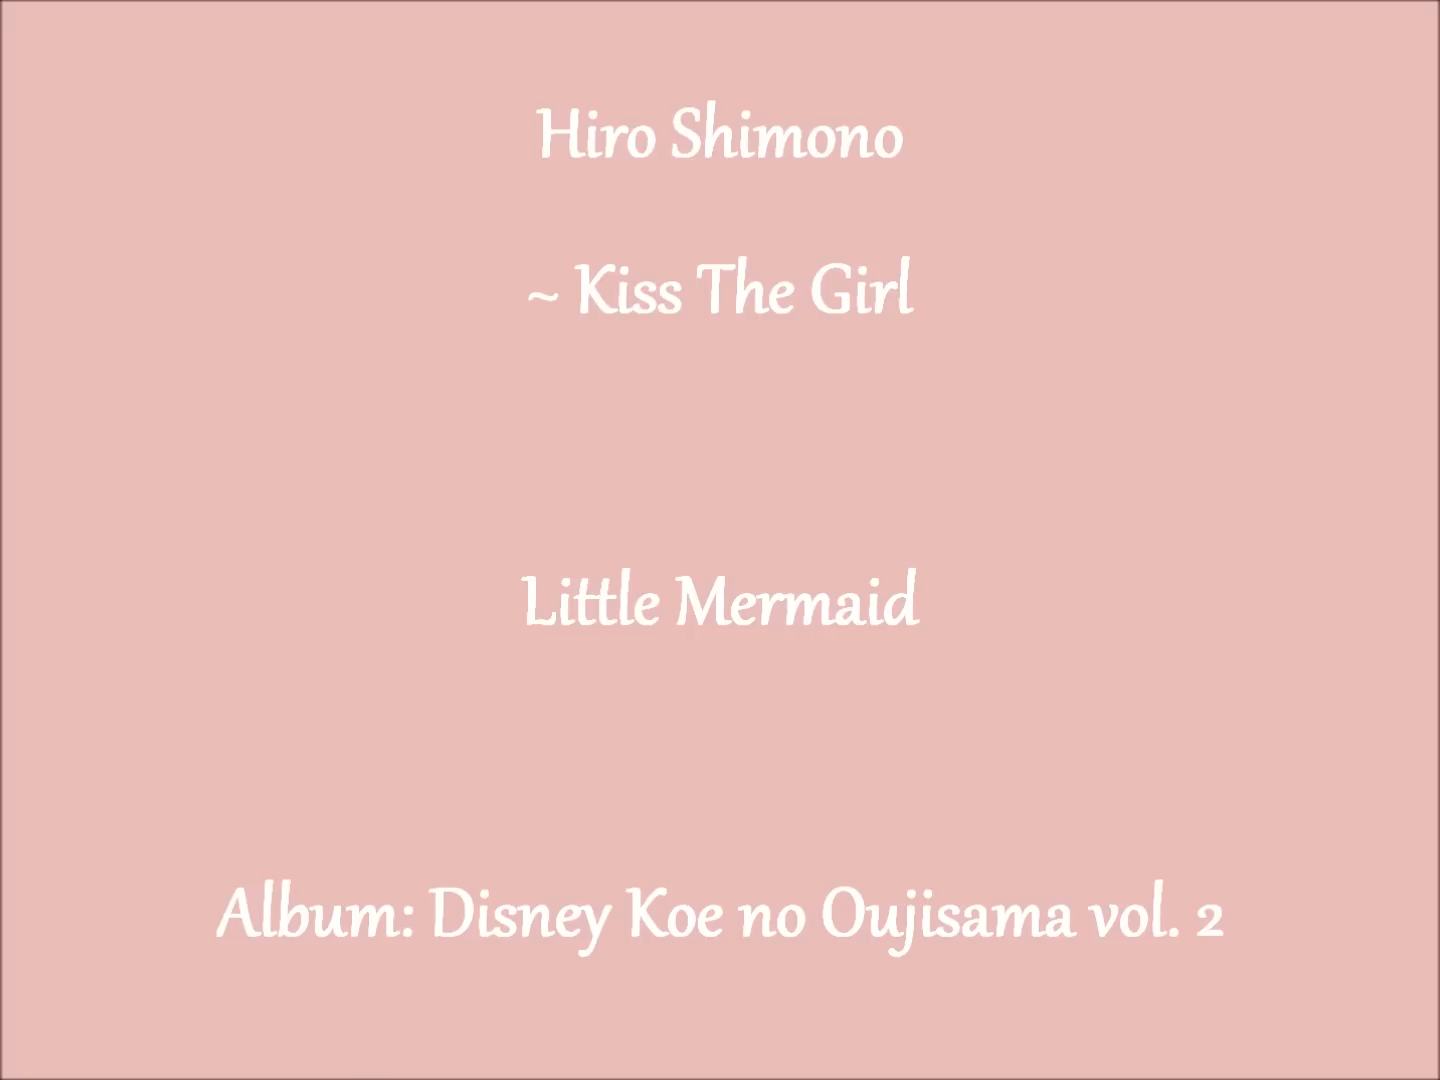 Hiro Shimono
~ Kiss The Girl
Little Mermaid
Album: Disney Koe no Oujisama vol. 2